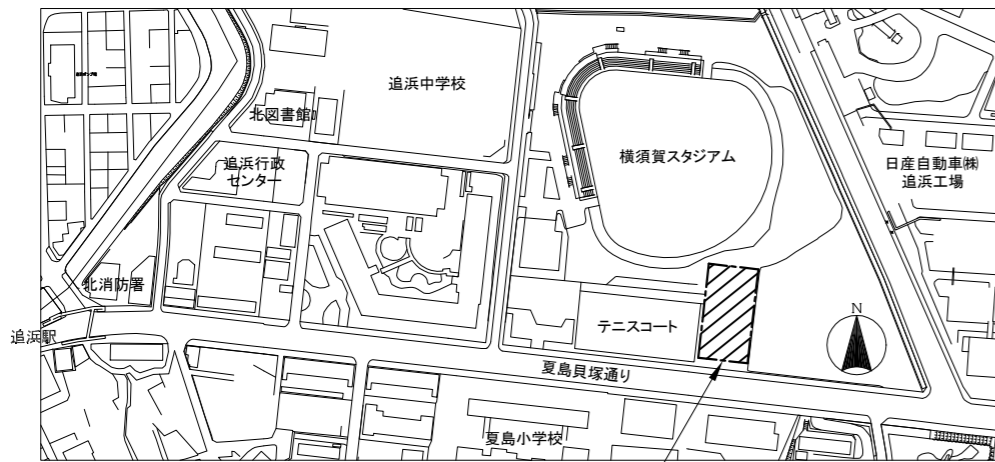 追浜中学校
北図書館
追浜行政
センター
横須賀スタジアム
日産自動車㈱
追浜工場
北消防署
追浜駅
テニスコート
N
夏島貝塚通り
夏島小学校